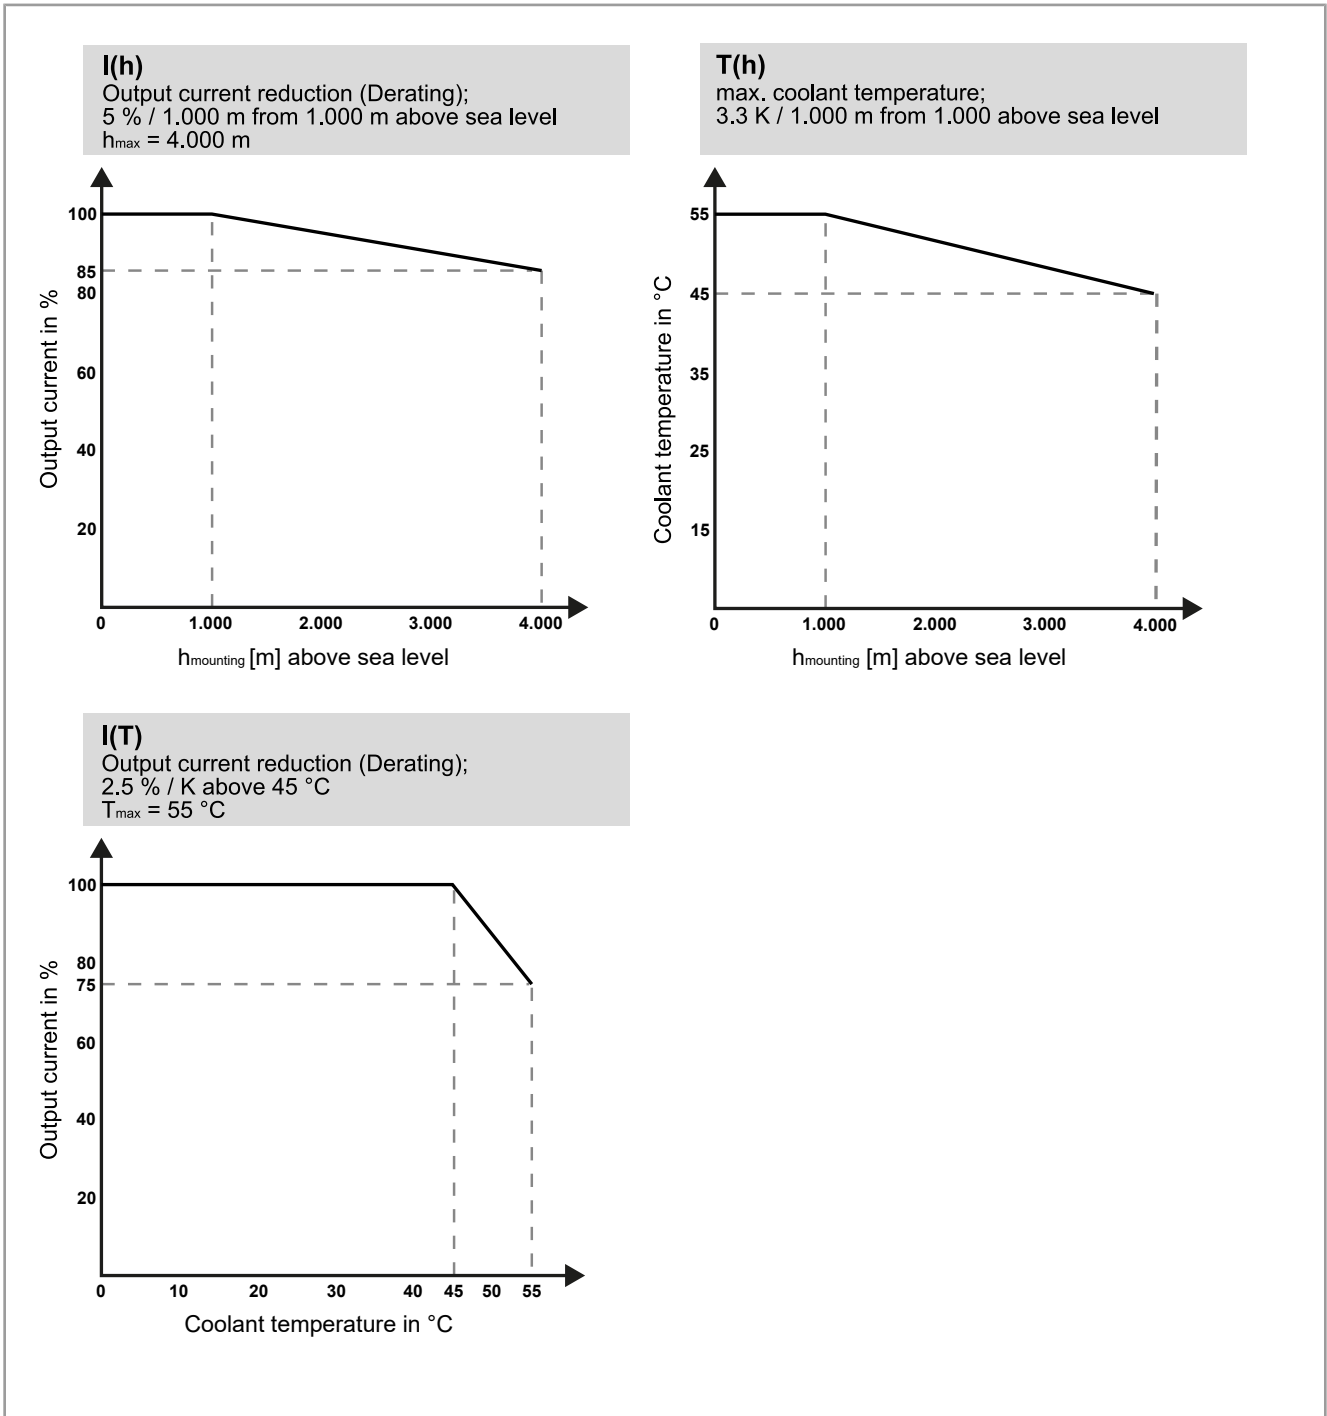 I(h)
Output current reduction (Derating);
5 % / 1.000 m from 1.000 m above sea level
hmax = 4.000 m
100
85
80
60
40
20
0
1.000
2.000
3.000
4.000
Output current in %
hmounting [m] above sea level
T(h)
max. coolant temperature;
3.3 K / 1.000 m from 1.000 above sea level
55
45
35
25
15
0
1.000
2.000
3.000
4.000
Coolant temperature in °C
hmounting [m] above sea level
I(T)
Output current reduction (Derating);
2.5 % / K above 45 °C
Tmax = 55 °C
100
80
75
60
40
20
0
10
20
30
40
45
50
55
Output current in %
Coolant temperature in °C